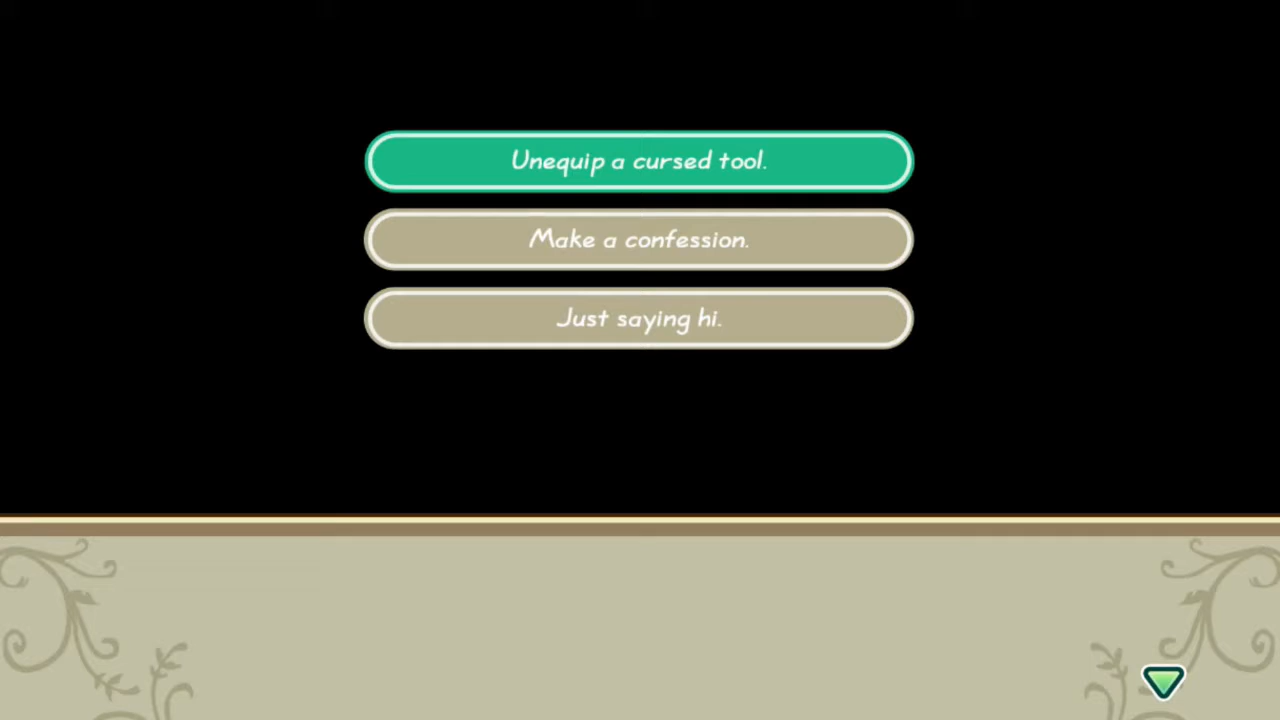 Unequip a cursed tool.
Make a confession.
Just saying hi.